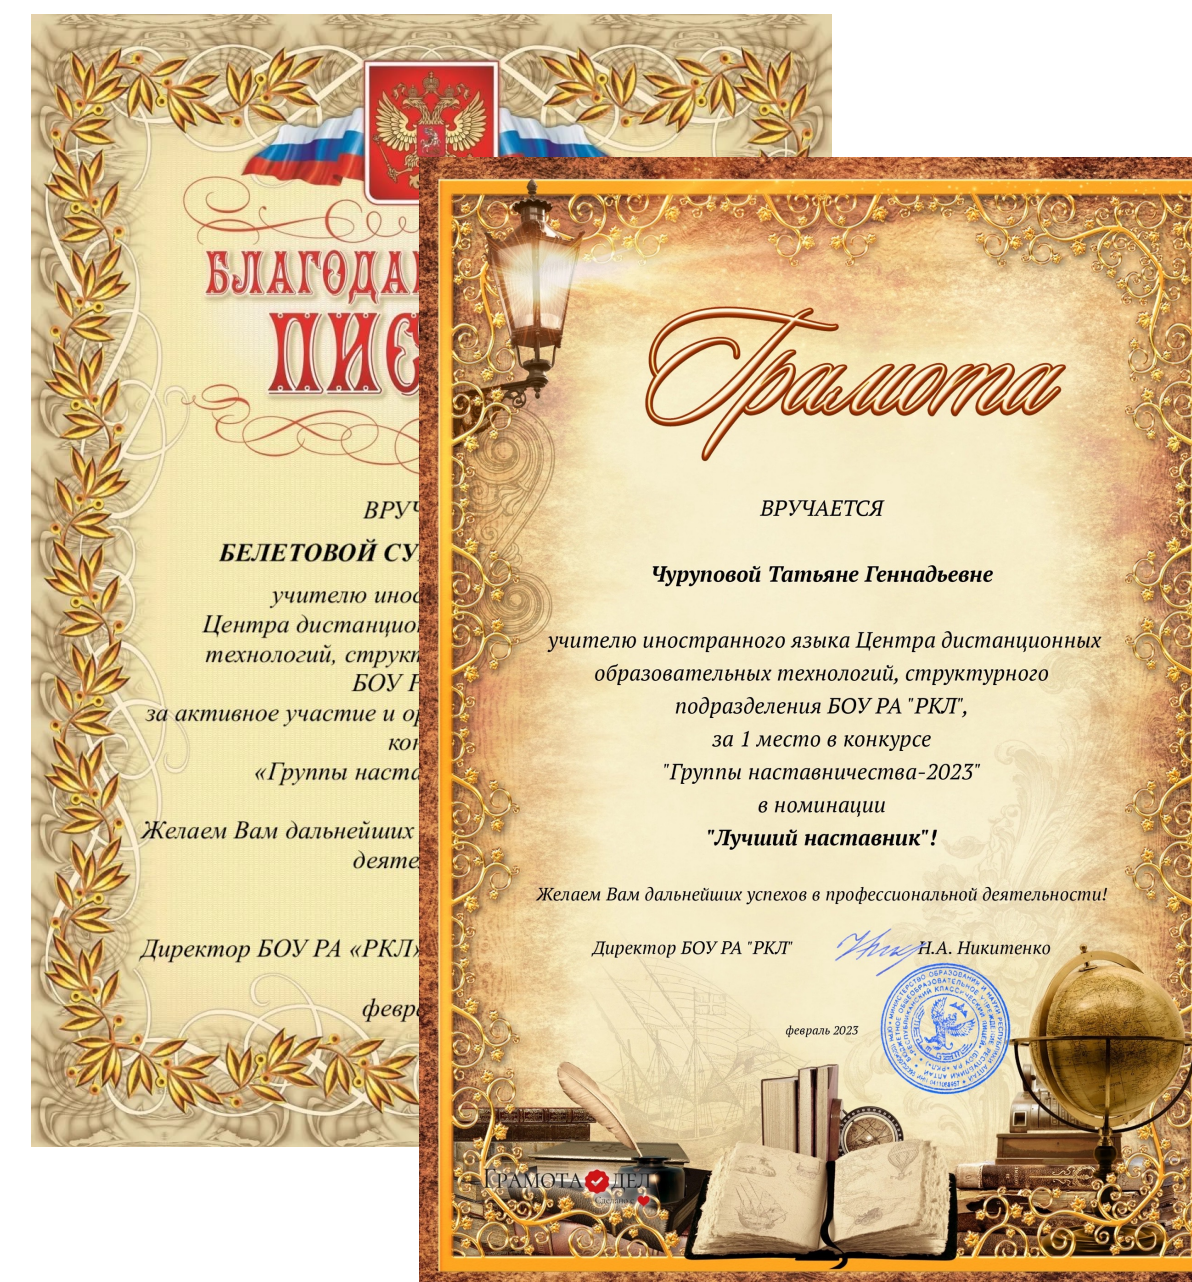 БЛАГОДА
ПИС
ВРУЧ
БЕЛЕТОВОЙ СУ
учителю инос
Центра дистанцион
технологий, структ
БОУ Р
за активное участие и ор
кон
«Группы наста
Желаем Вам дальнейших
деяте
Директор БОУ РА «РКЛ»
февра
Грамота
ВРУЧАЕТСЯ
Чуруповой Татьяне Геннадьевне
учителю иностранного языка Центра дистанционных
образовательных технологий, структурного
подразделения БОУ РА "РКЛ",
за 1 место в конкурсе
"Группы наставничества-2023"
в номинации
"Лучший наставник"!
Желаем Вам дальнейших успехов в профессиональной деятельности!
Директор БОУ РА "РКЛ" Н.А. Никитенко
февраль 2023
ГРАМОТА ДЕЛ